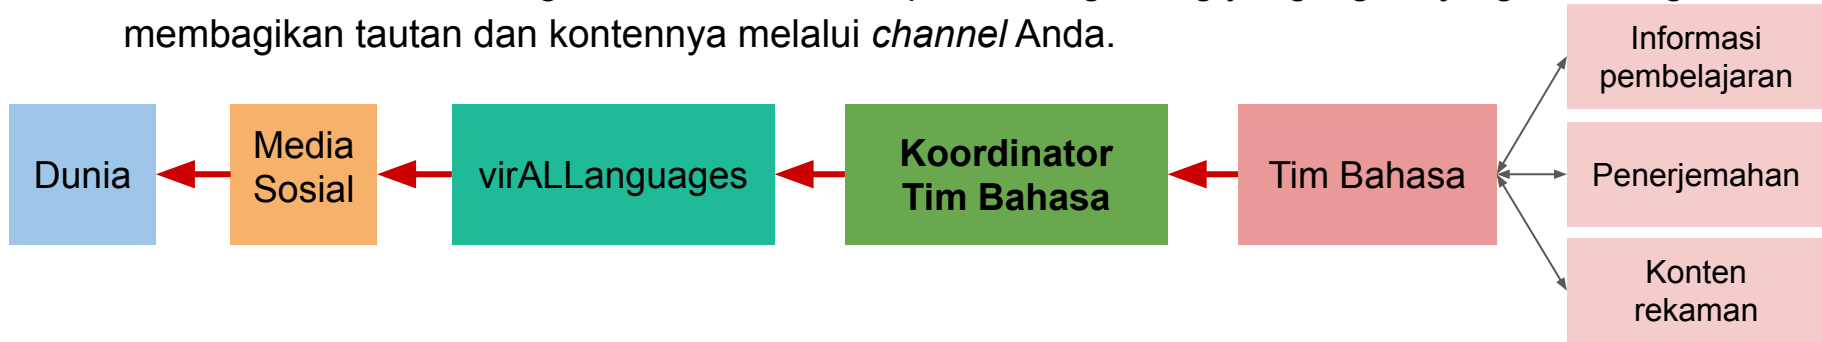 membagikan tautan dan kontennya melalui channel Anda.
Dunia
Media
Sosial
virALLanguages
Koordinator
Tim Bahasa
Tim Bahasa
Informasi
pembelajaran
Penerjemahan
Konten
rekaman